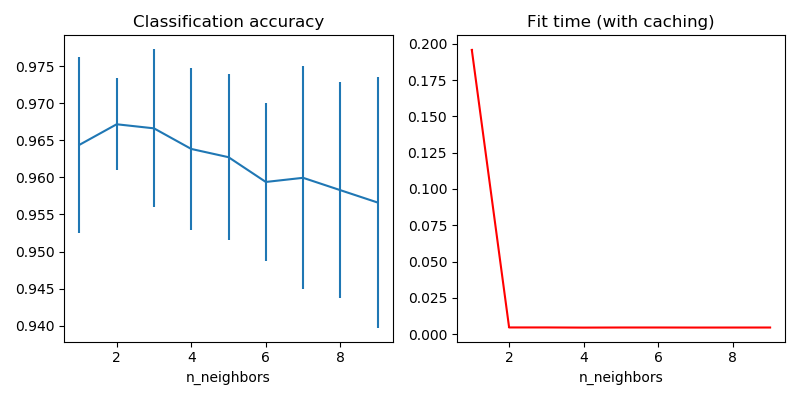 Classification accuracy
0.975
0.970
0.965
0.960
0.955
0.950
0.945
0.940
2 4 6 8
n_neighbors
Fit time (with caching)
0.200
0.175
0.150
0.125
0.100
0.075
0.050
0.025
0.000
2 4 6 8
n_neighbors